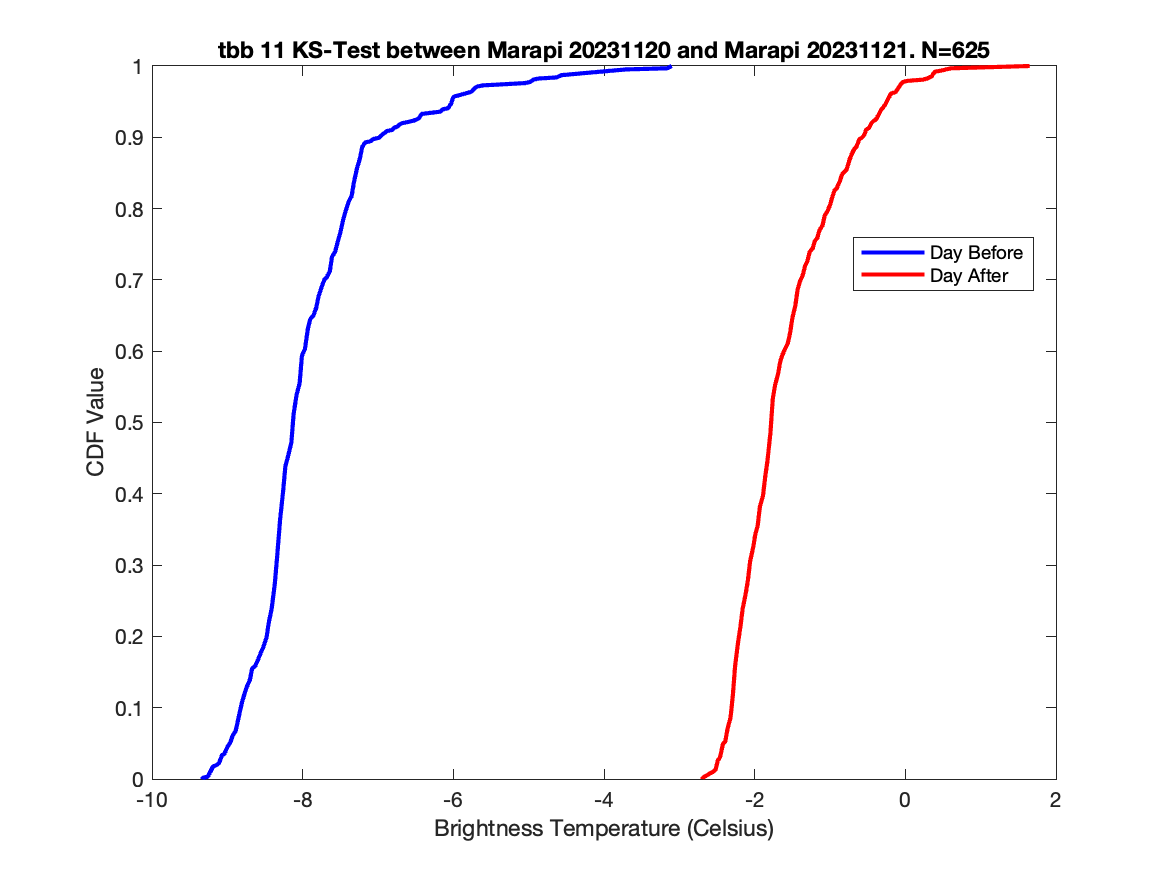 tbb 11 KS-Test between Marapi 20231120 and Marapi 20231121. N=625
1
0.9
0.8
0.7
0.6
0.5
0.4
0.3
0.2
0.1
0
CDF Value
Day Before
Day After
-10 -8 -6 -4 -2 0 2
Brightness Temperature (Celsius)